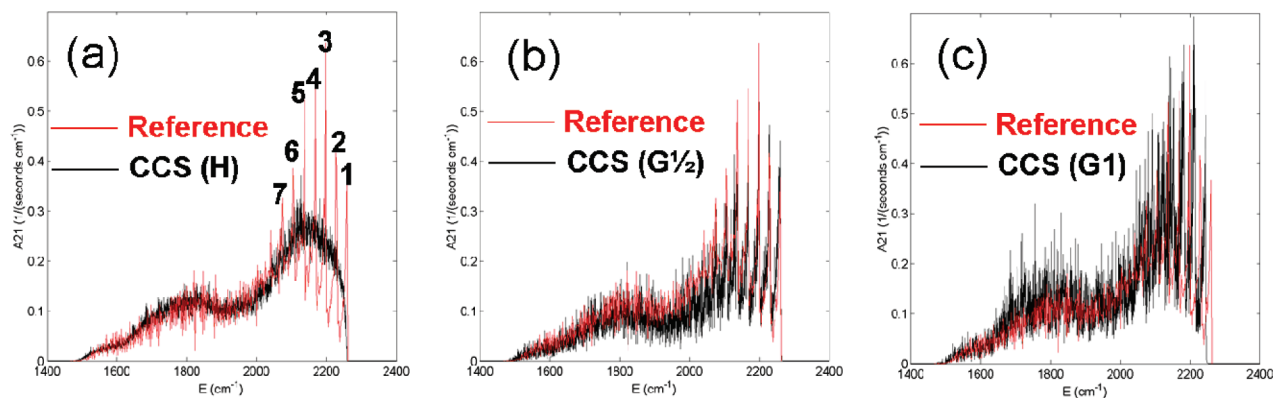 (a)
3
5
4
6
2
7
1
Reference
CCS (H)
0.6
0.5
0.4
0.3
0.2
0.1
0
A21 (1/(seconds cm⁻¹))
1400 1600 1800 2000 2200 2400
E (cm⁻¹)
(b)
Reference
CCS (G½)
0.6
0.5
0.4
0.3
0.2
0.1
0
A21 (1/(seconds cm⁻¹))
1400 1600 1800 2000 2200 2400
E (cm⁻¹)
(c)
Reference
CCS (G1)
0.6
0.5
0.4
0.3
0.2
0.1
0
A21 (1/(seconds cm⁻¹))
1400 1600 1800 2000 2200 2400
E (cm⁻¹)